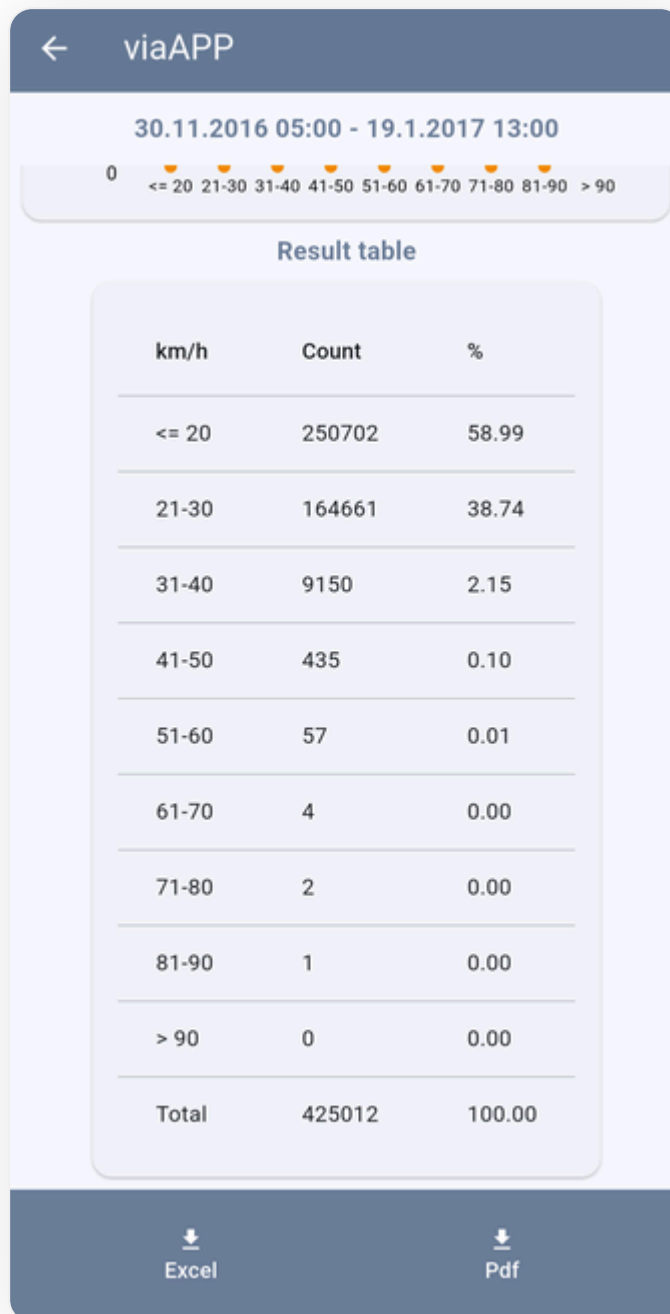 viaAPP
30.11.2016 05:00 - 19.1.2017 13:00
0
<= 20 21-30 31-40 41-50 51-60 61-70 71-80 81-90 > 90
Result table
km/h Count %
<= 20 250702 58.99
21-30 164661 38.74
31-40 9150 2.15
41-50 435 0.10
51-60 57 0.01
61-70 4 0.00
71-80 2 0.00
81-90 1 0.00
> 90 0 0.00
Total 425012 100.00
Excel Pdf